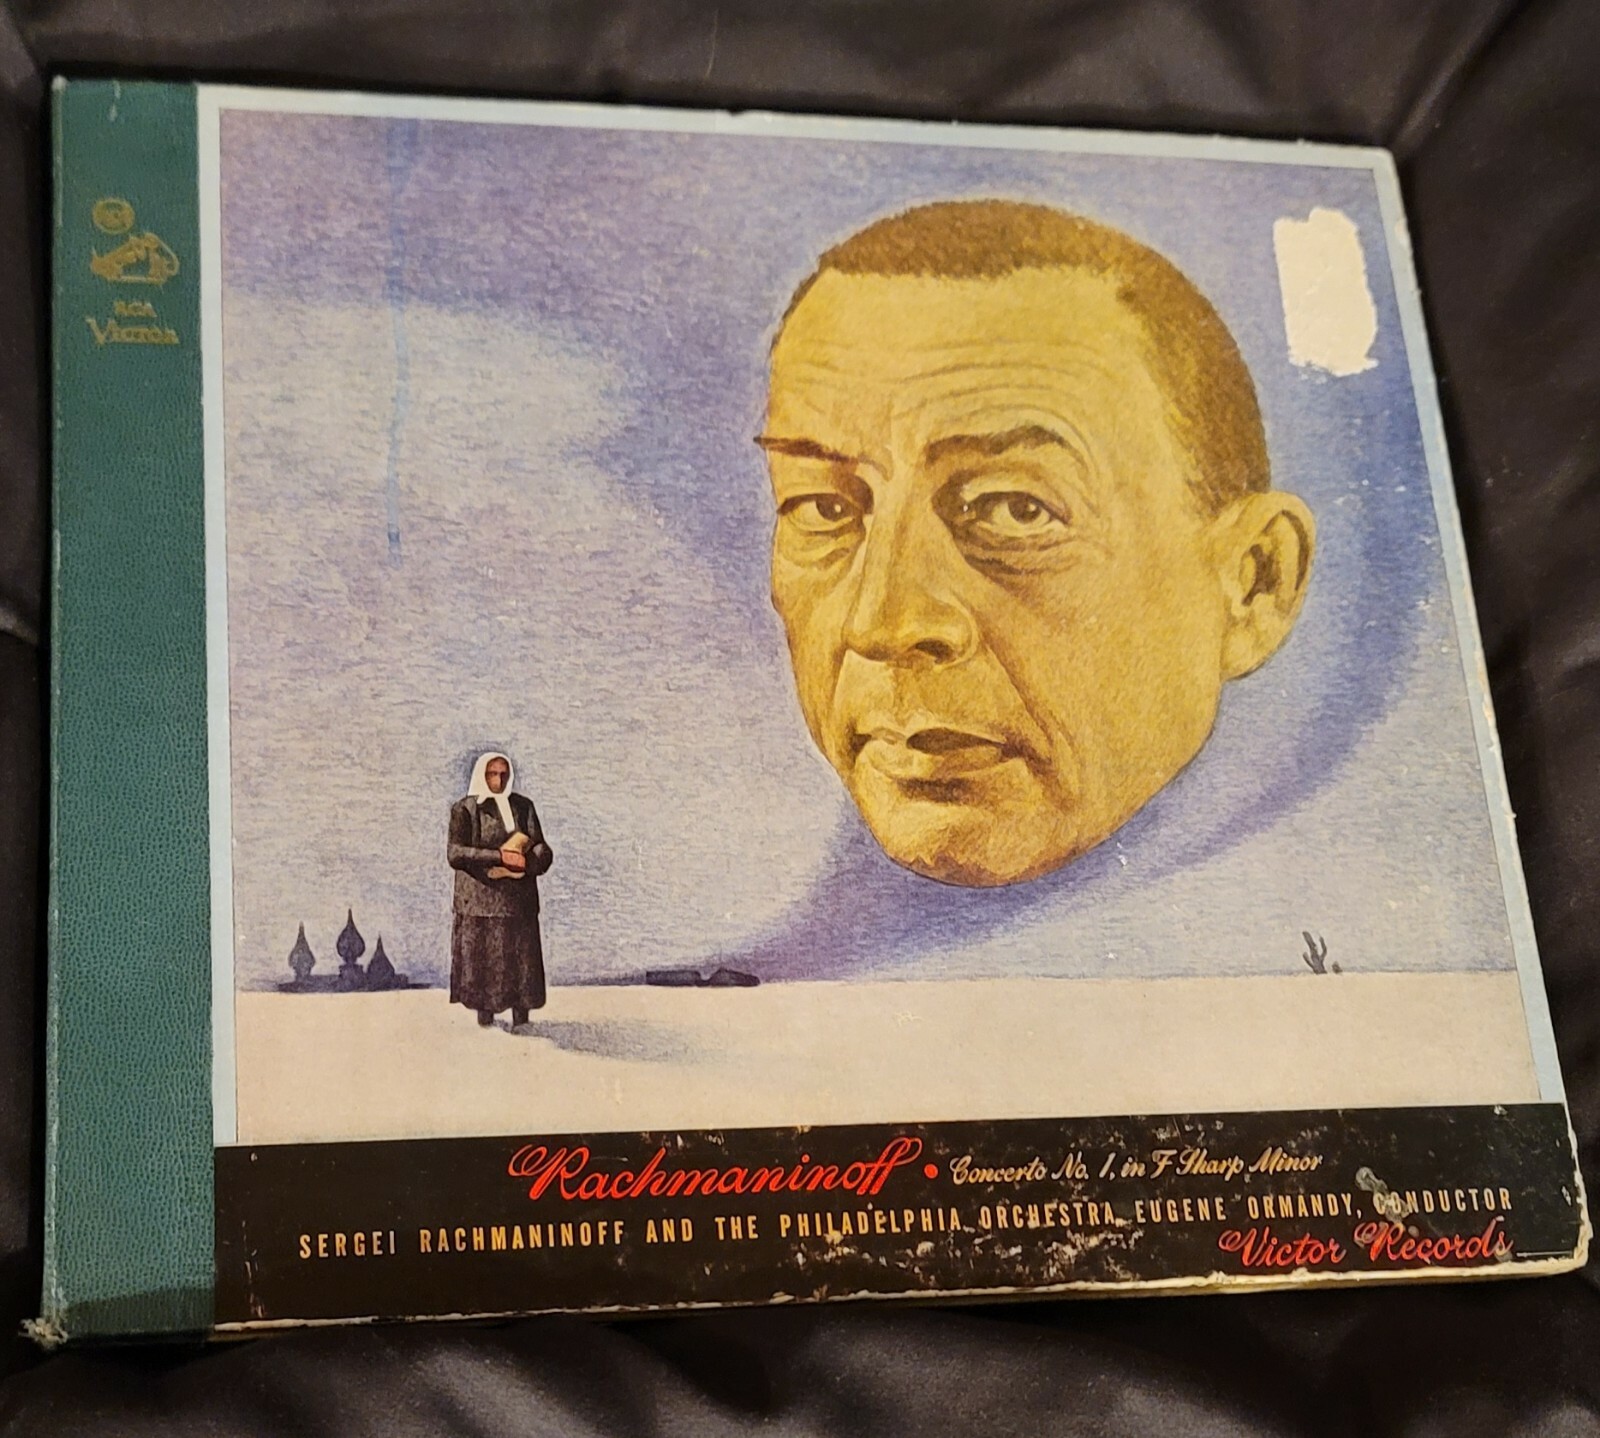 RCA
Victor
Rachmaninoff • Concerto No. 1, in F Sharp Minor
SERGEI RACHMANINOFF AND THE PHILADELPHIA ORCHESTRA, EUGENE ORMANDY, CONDUCTOR
Victor Records